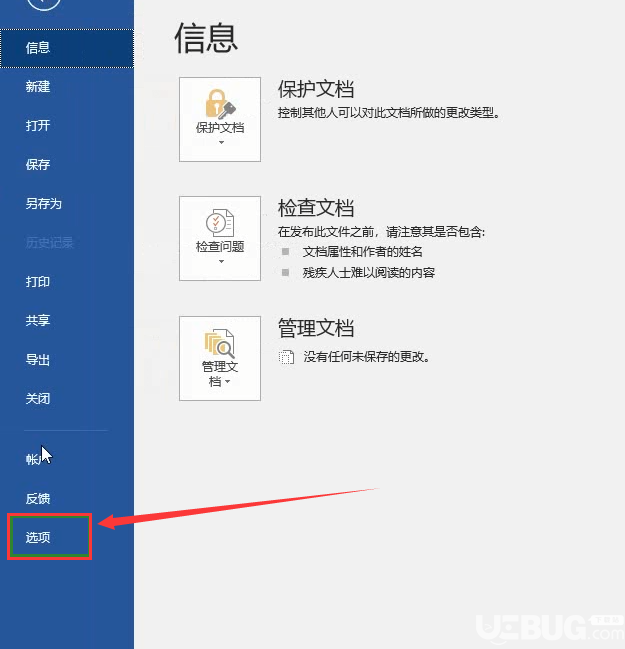 信息
新建
打开
保存
另存为
历史记录
打印
共享
导出
关闭
帐户
反馈
选项
信息
保护文档
保护文档
控制其他人可以对此文档所做的更改类型。
检查问题
检查文档
在发布此文件之前，请注意其是否包含:
文档属性和作者的姓名
残疾人士难以阅读的内容
管理文
档
管理文档
没有任何未保存的更改。
UEBUG
下载站
.com